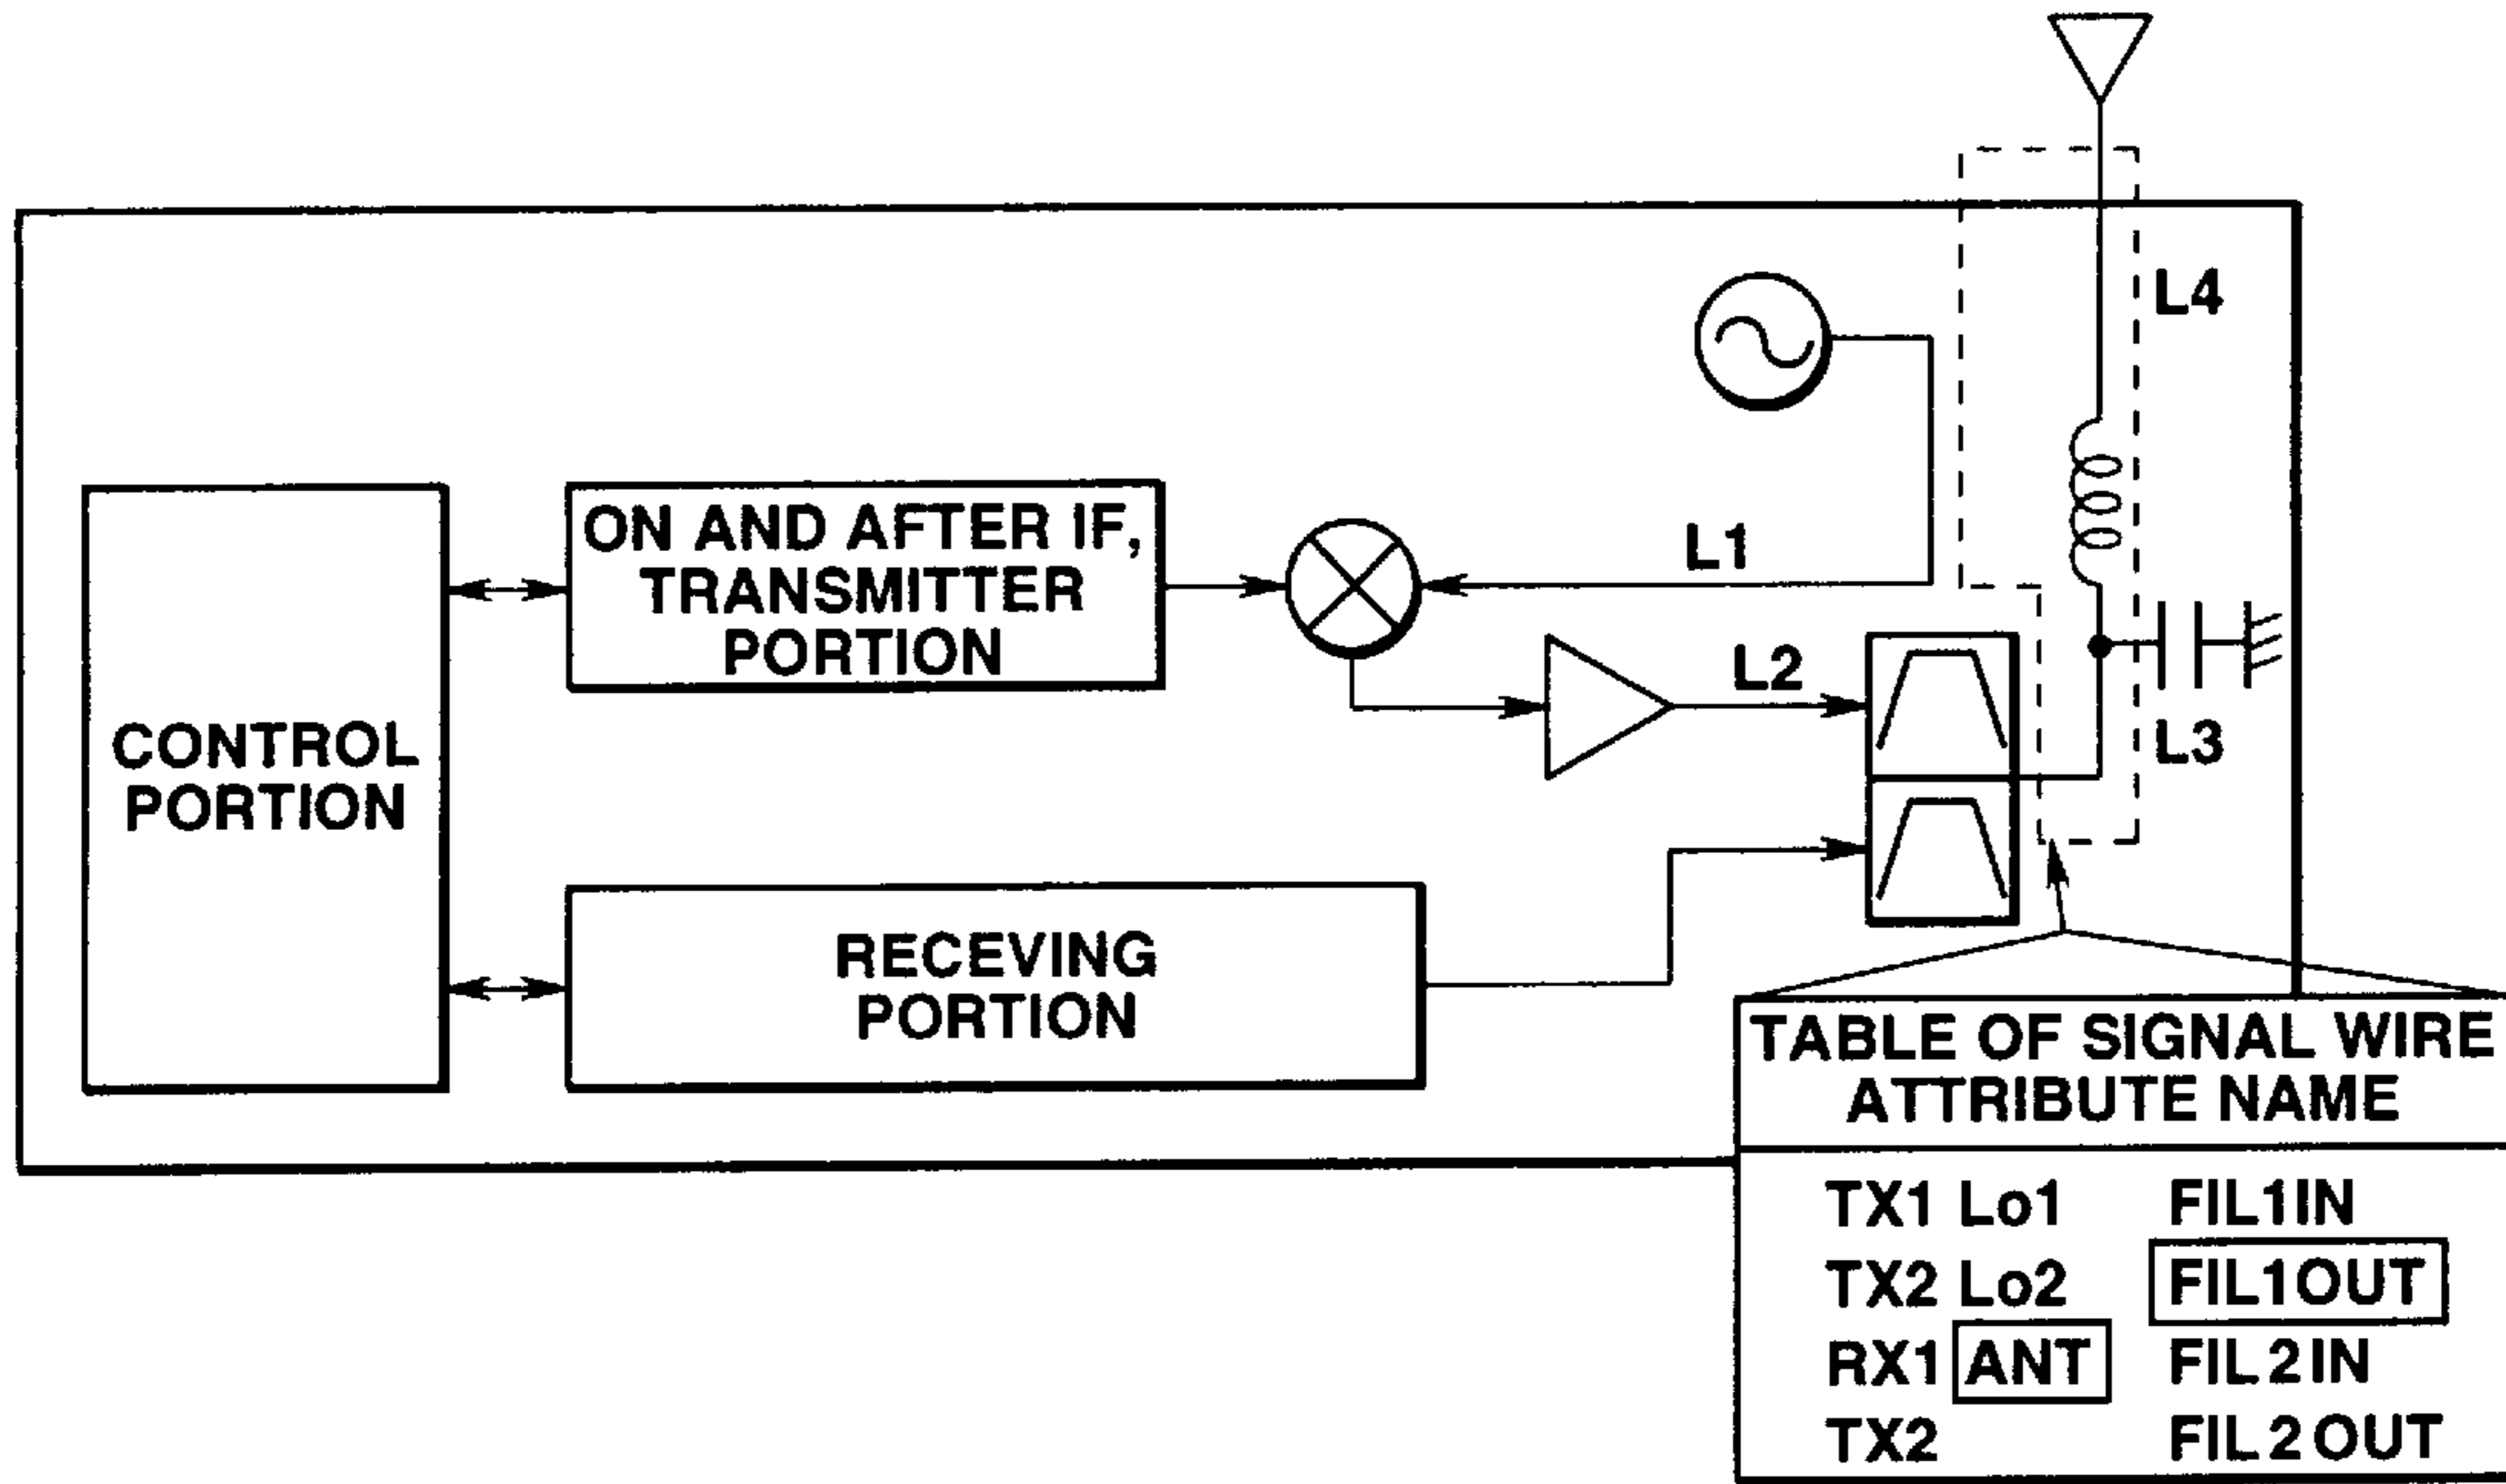 L4
ON AND AFTER IF,
TRANSMITTER
PORTION
L1
L2
L3
CONTROL
PORTION
RECEVING
PORTION
TABLE OF SIGNAL WIRE
ATTRIBUTE NAME
TX1 Lo1 FIL1IN
TX2 Lo2 FIL1OUT
RX1 ANT FIL2IN
TX2 FIL2OUT